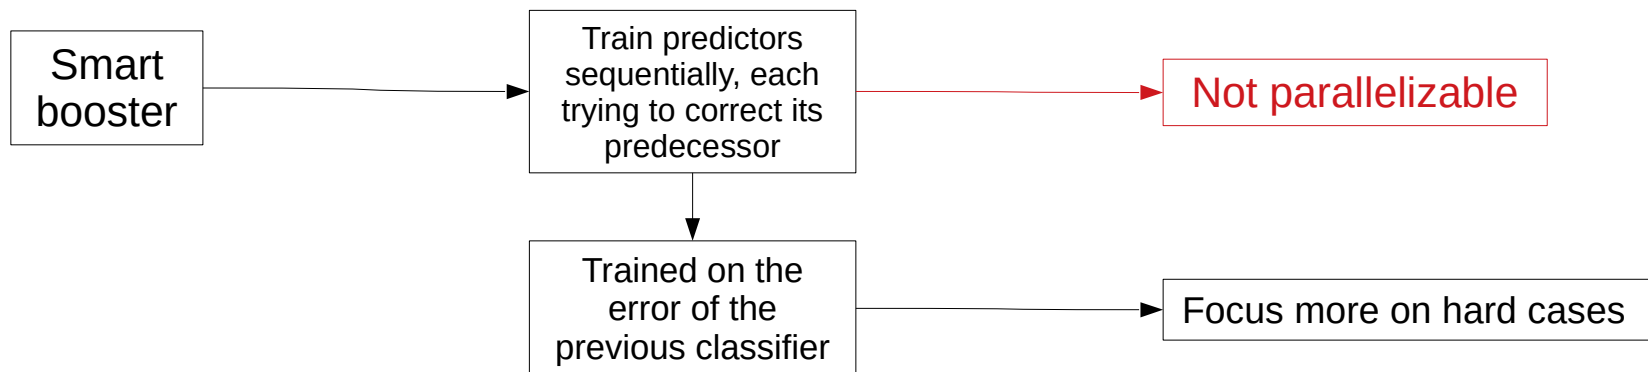 Smart
booster
Train predictors
sequentially, each
trying to correct its
predecessor
Not parallelizable
Trained on the
error of the
previous classifier
Focus more on hard cases